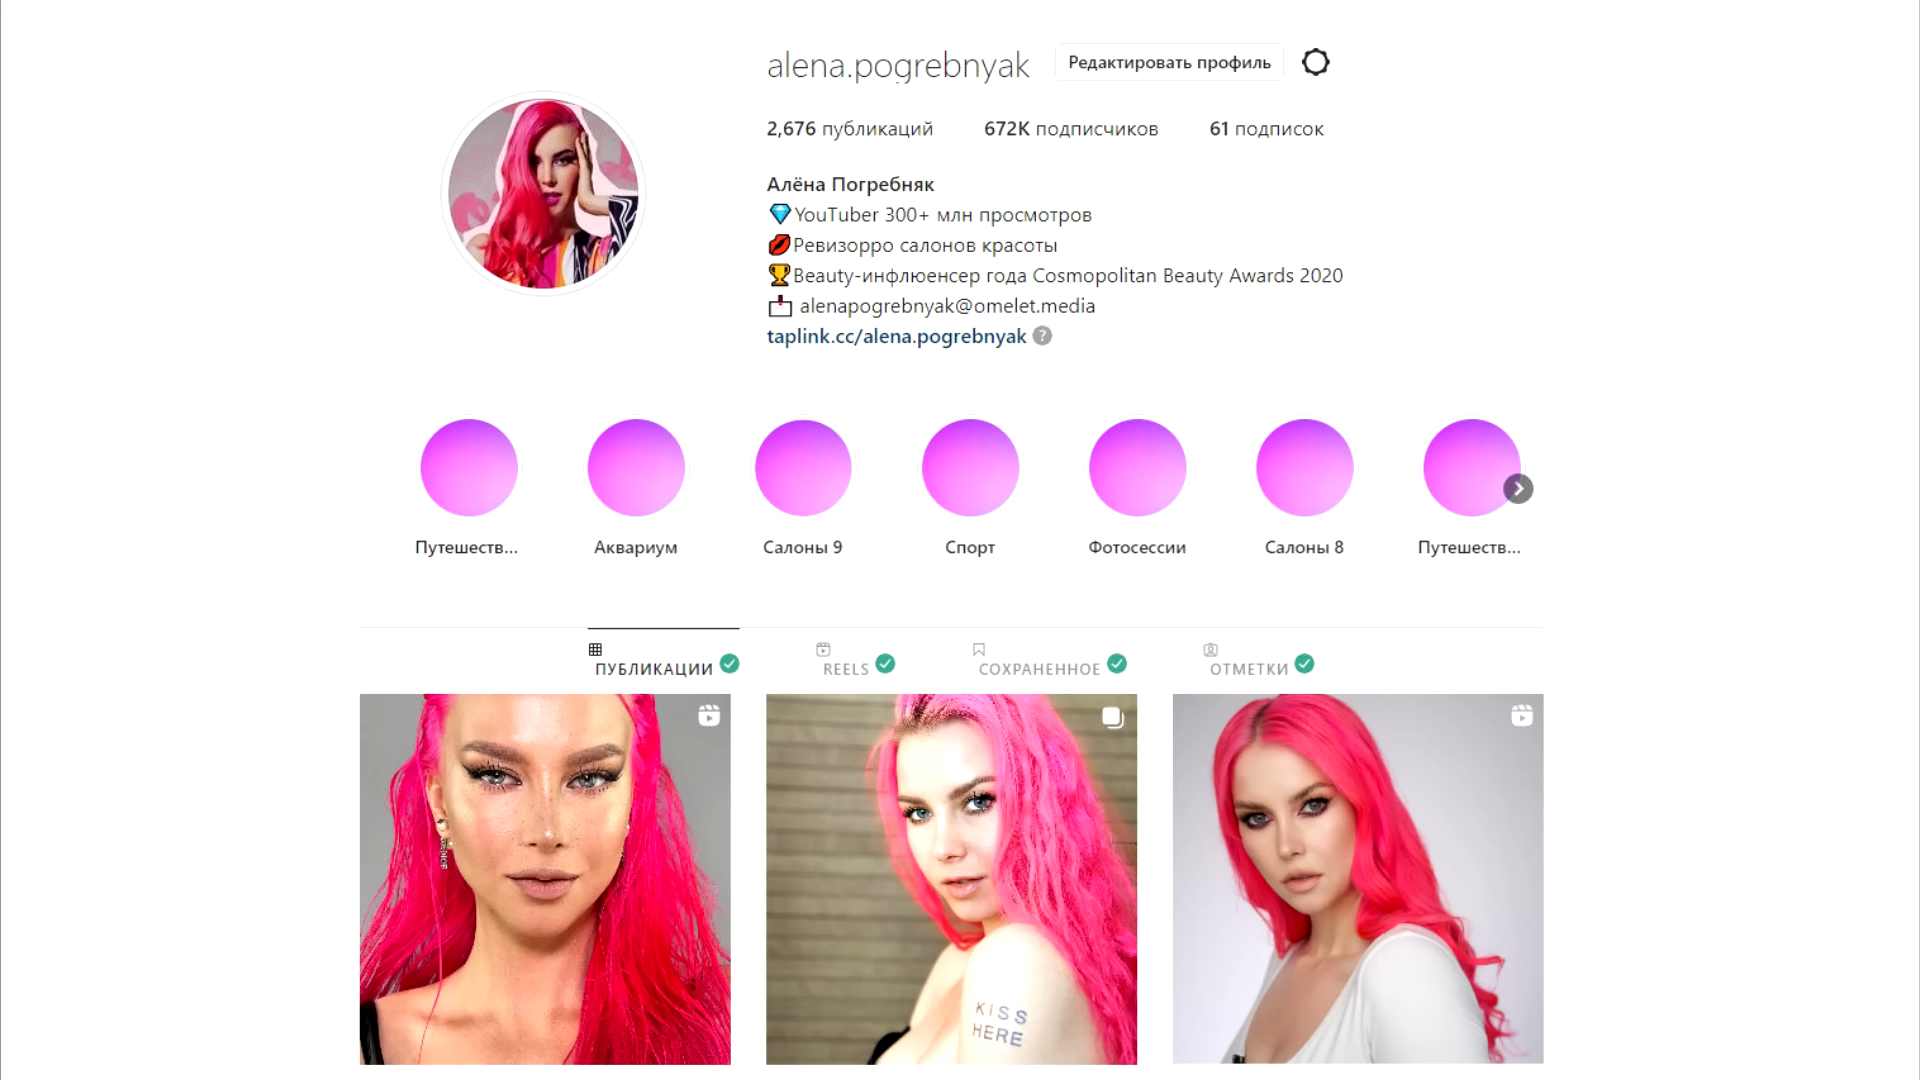 alena.pogrebnyak Редактировать профиль
2,676 публикаций 672K подписчиков 61 подписок
Алёна Погребняк
💎YouTuber 300+ млн просмотров
💋Ревизорро салонов красоты
🏆Beauty-инфлюенсер года Cosmopolitan Beauty Awards 2020
alenapogrebnyak@omelet.media
taplink.cc/alena.pogrebnyak ?
Путешеств... Аквариум Салоны 9 Спорт Фотосессии Салоны 8 Путешеств...
ПУБЛИКАЦИИ REELS СОХРАНЕННОЕ ОТМЕТКИ
KISS
HERE